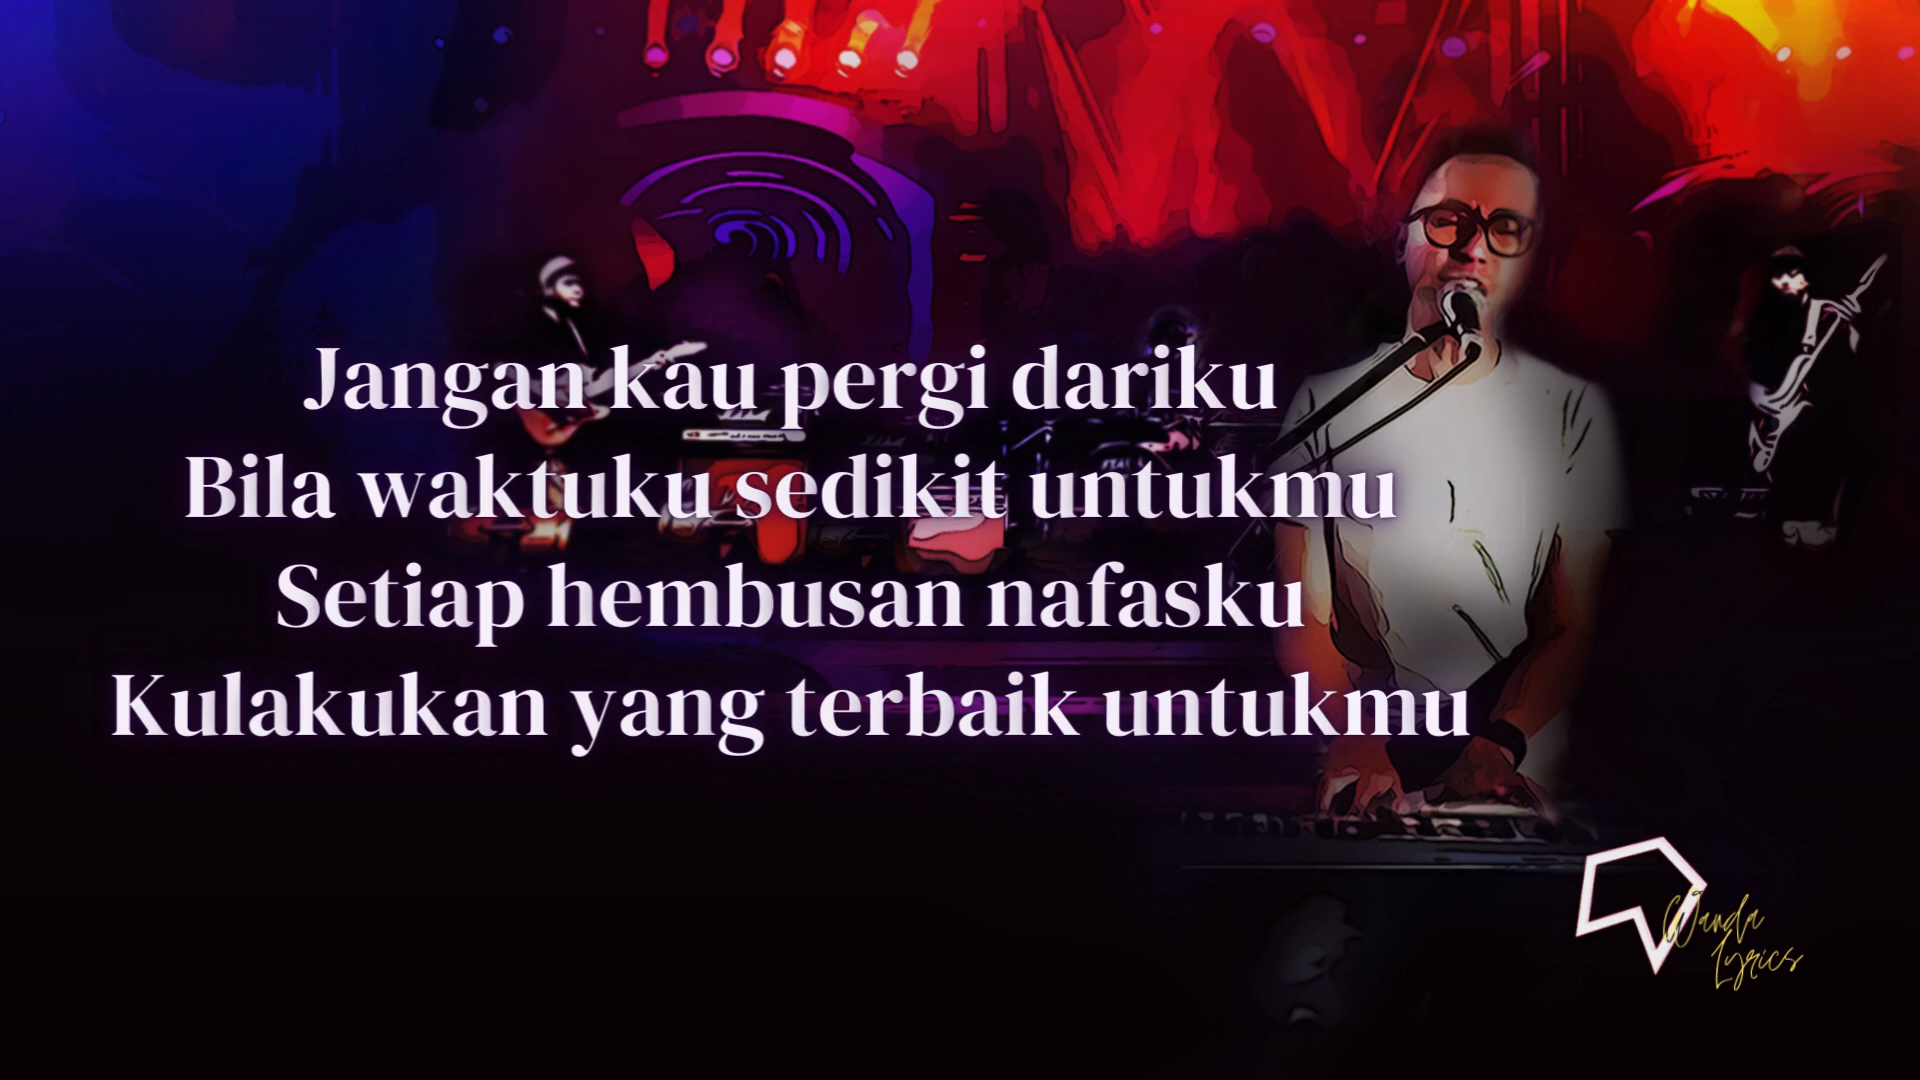 Jangan kau pergi dariku
Bila waktuku sedikit untukmu
Setiap hembusan nafasku
Kulakukan yang terbaik untukmu
Wanda
Lyrics